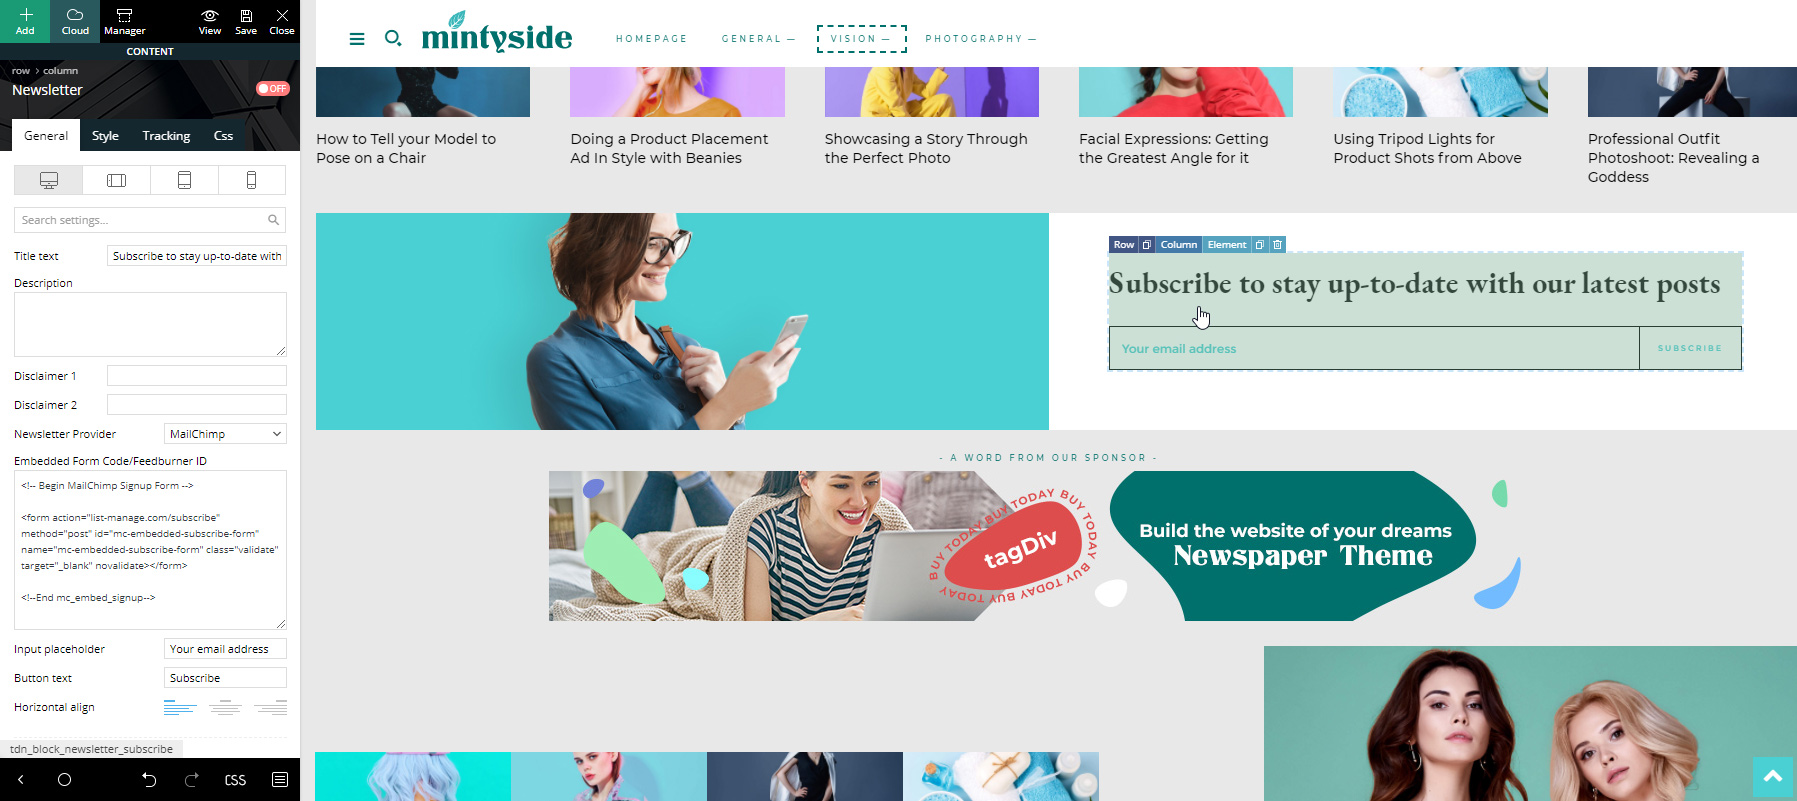 Add
Cloud
Manager
View
Save
Close
CONTENT
row > column
Newsletter
OFF
General
Style
Tracking
Css
Search settings...
Title text
Subscribe to stay up-to-date with
Description
Disclaimer 1
Disclaimer 2
Newsletter Provider
MailChimp
Embedded Form Code/Feedburner ID
<!-- Begin MailChimp Signup Form -->
<form action="list-manage.com/subscribe"
method="post" id="mc-embedded-subscribe-form"
name="mc-embedded-subscribe-form" class="validate"
target="_blank" novalidate></form>
<!--End mc_embed_signup-->
Input placeholder
Your email address
Button text
Subscribe
Horizontal align
tdn_block_newsletter_subscribe
CSS
mintyside
HOMEPAGE
GENERAL —
VISION —
PHOTOGRAPHY —
How to Tell your Model to
Pose on a Chair
Doing a Product Placement
Ad In Style with Beanies
Showcasing a Story Through
the Perfect Photo
Facial Expressions: Getting
the Greatest Angle for it
Using Tripod Lights for
Product Shots from Above
Professional Outfit
Photoshoot: Revealing a
Goddess
Row
Column
Element
Subscribe to stay up-to-date with our latest posts
Your email address
SUBSCRIBE
- A WORD FROM OUR SPONSOR -
BUY TODAY BUY TODAY BUY TODAY BUY TODAY BUY TODAY
tagDiv
Build the website of your dreams
Newspaper Theme